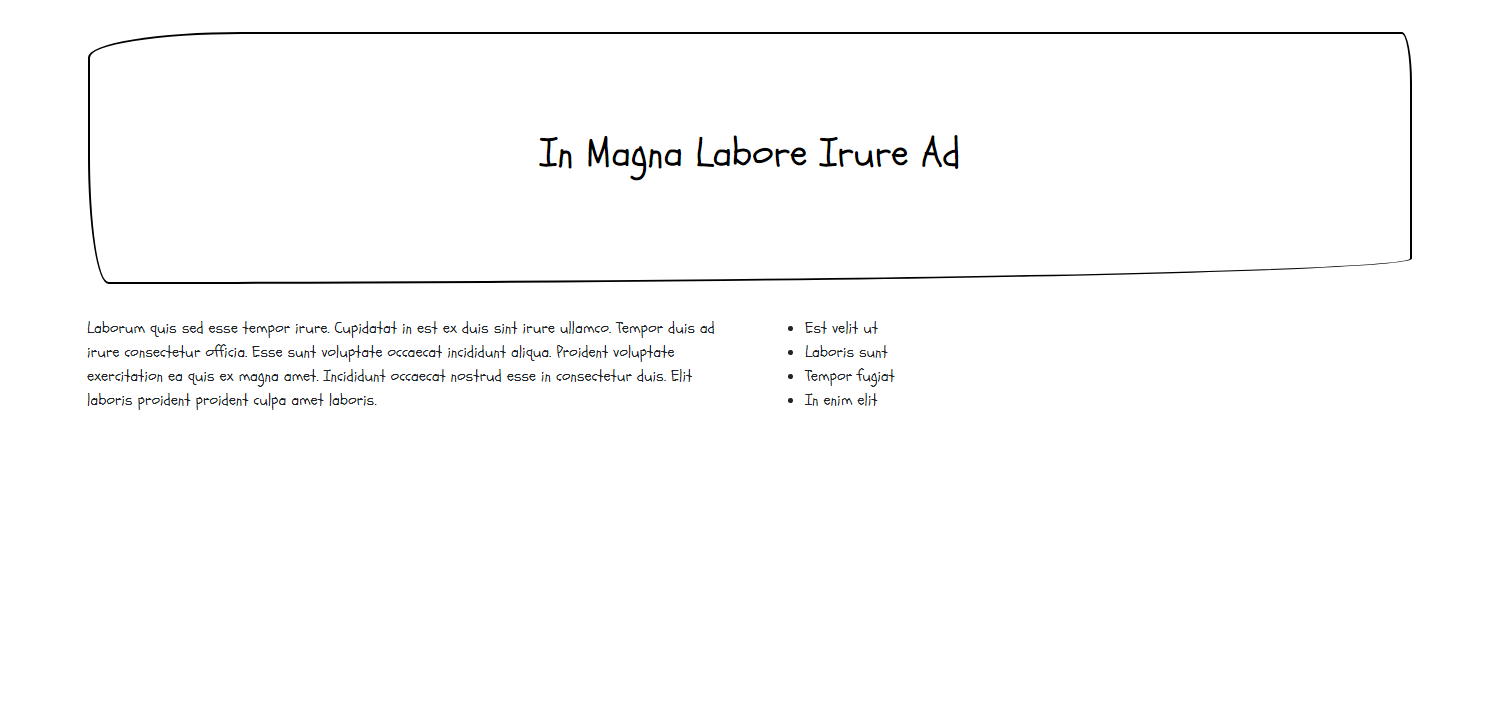 In Magna Labore Irure Ad
Laborum quis sed esse tempor irure. Cupidatat in est ex duis sint irure ullamco. Tempor duis ad
irure consectetur officia. Esse sunt voluptate occaecat incididunt aliqua. Proident voluptate
exercitation ea quis ex magna amet. Incididunt occaecat nostrud esse in consectetur duis. Elit
laboris proident proident culpa amet laboris.
• Est velit ut
• Laboris sunt
• Tempor fugiat
• In enim elit